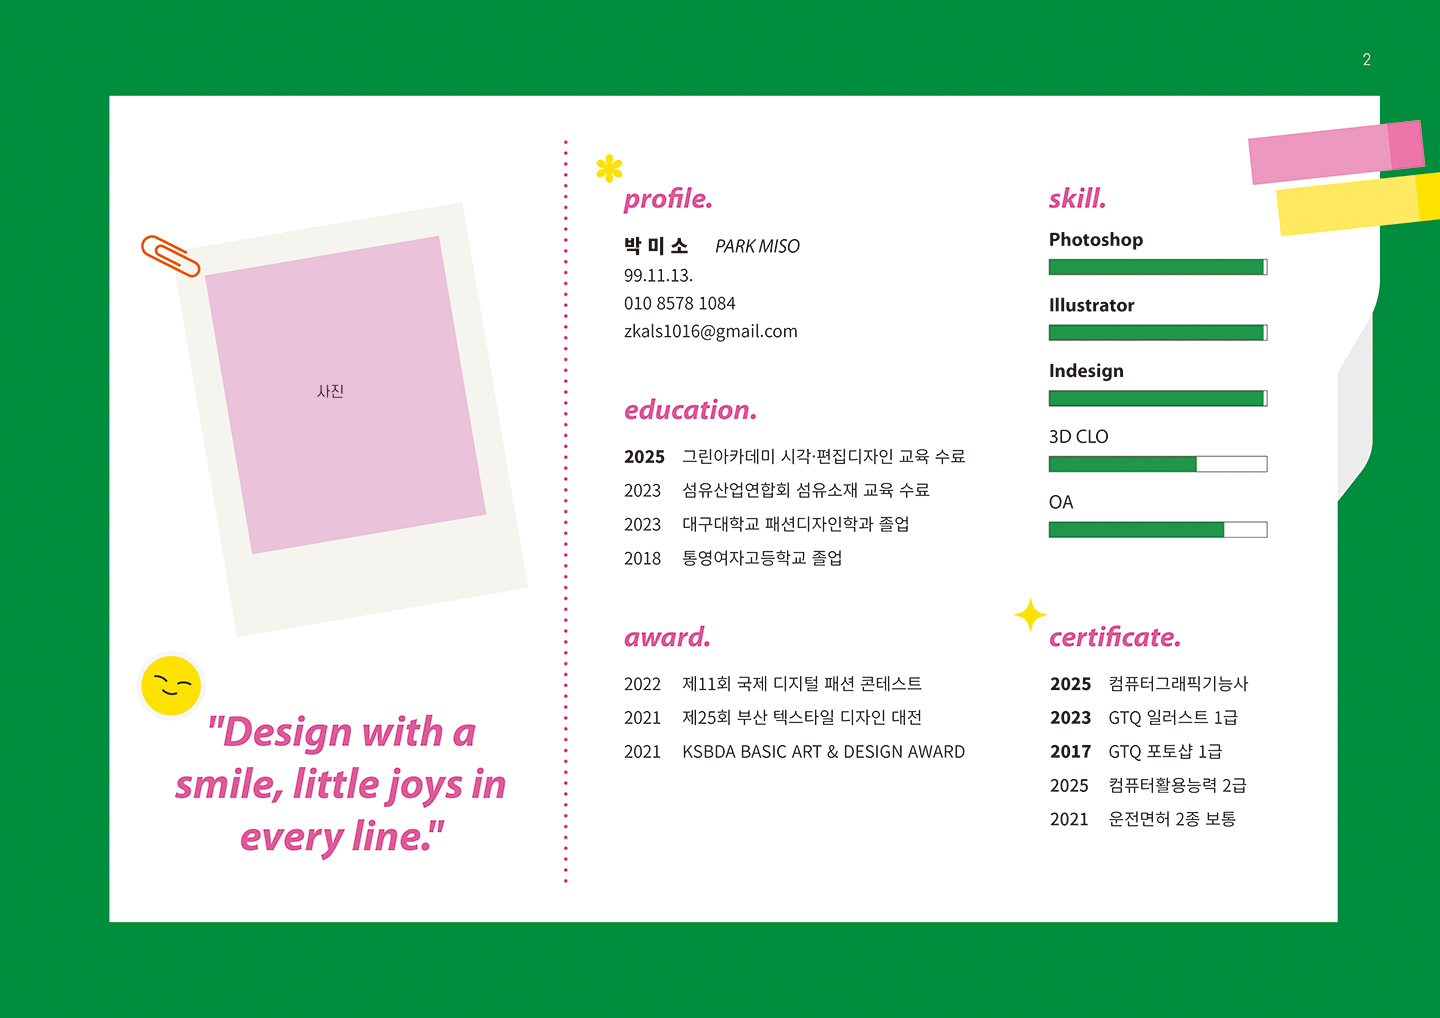 2
사진
"Design with a
smile, little joys in
every line."
profile.
박 미 소 PARK MISO
99.11.13.
010 8578 1084
zkals1016@gmail.com
education.
2025 그린아카데미 시각·편집디자인 교육 수료
2023 섬유산업연합회 섬유소재 교육 수료
2023 대구대학교 패션디자인학과 졸업
2018 통영여자고등학교 졸업
award.
2022 제11회 국제 디지털 패션 콘테스트
2021 제25회 부산 텍스타일 디자인 대전
2021 KSBDA BASIC ART & DESIGN AWARD
skill.
Photoshop
Illustrator
Indesign
3D CLO
OA
certificate.
2025 컴퓨터그래픽기능사
2023 GTQ 일러스트 1급
2017 GTQ 포토샵 1급
2025 컴퓨터활용능력 2급
2021 운전면허 2종 보통